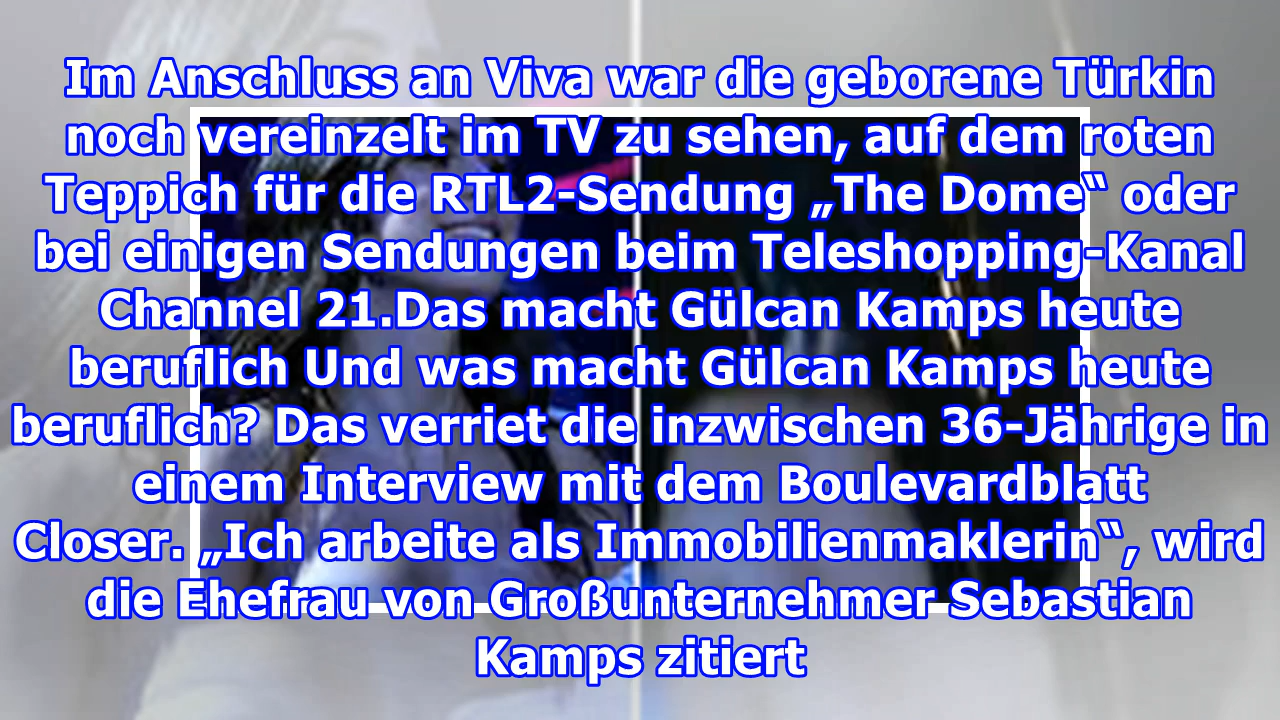 Im Anschluss an Viva war die geborene Türkin
noch vereinzelt im TV zu sehen, auf dem roten
Teppich für die RTL2-Sendung „The Dome“ oder
bei einigen Sendungen beim Teleshopping-Kanal
Channel 21.Das macht Gülcan Kamps heute
beruflich Und was macht Gülcan Kamps heute
beruflich? Das verriet die inzwischen 36-Jährige in
einem Interview mit dem Boulevardblatt
Closer. „Ich arbeite als Immobilienmaklerin“, wird
die Ehefrau von Großunternehmer Sebastian
Kamps zitiert